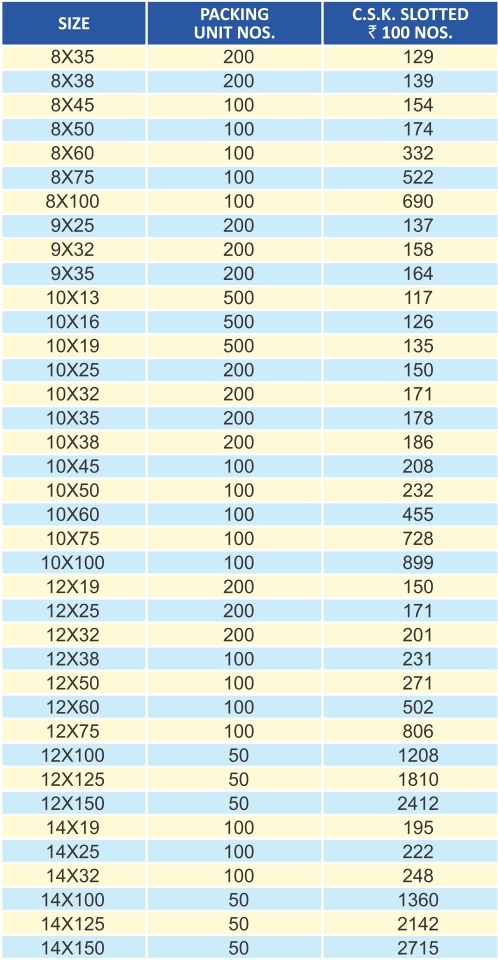 SIZE PACKING UNIT NOS. C.S.K. SLOTTED ₹ 100 NOS.
8X35 200 129
8X38 200 139
8X45 100 154
8X50 100 174
8X60 100 332
8X75 100 522
8X100 100 690
9X25 200 137
9X32 200 158
9X35 200 164
10X13 500 117
10X16 500 126
10X19 500 135
10X25 200 150
10X32 200 171
10X35 200 178
10X38 200 186
10X45 100 208
10X50 100 232
10X60 100 455
10X75 100 728
10X100 100 899
12X19 200 150
12X25 200 171
12X32 200 201
12X38 100 231
12X50 100 271
12X60 100 502
12X75 100 806
12X100 50 1208
12X125 50 1810
12X150 50 2412
14X19 100 195
14X25 100 222
14X32 100 248
14X100 50 1360
14X125 50 2142
14X150 50 2715